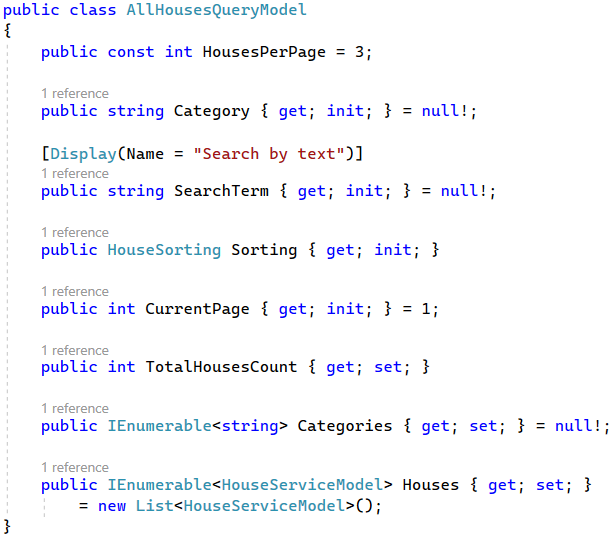 public class AllHousesQueryModel
{
public const int HousesPerPage = 3;
1 reference
public string Category { get; init; } = null!;
[Display(Name = "Search by text")]
1 reference
public string SearchTerm { get; init; } = null!;
1 reference
public HouseSorting Sorting { get; init; }
1 reference
public int CurrentPage { get; init; } = 1;
1 reference
public int TotalHousesCount { get; set; }
1 reference
public IEnumerable<string> Categories { get; set; } = null!;
1 reference
public IEnumerable<HouseServiceModel> Houses { get; set; }
= new List<HouseServiceModel>();
}